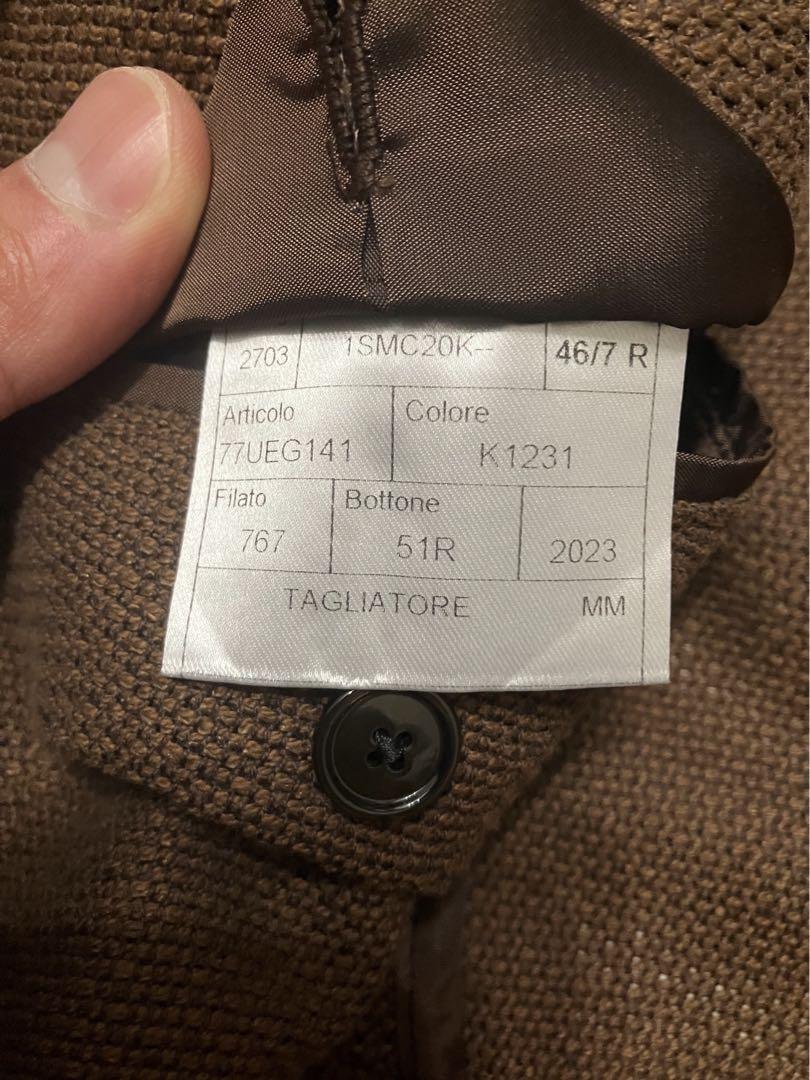 2703 1SMC20K-- 46/7 R
Articolo Colore
77UEG141 K1231
Filato Bottone
767 51R 2023
TAGLIATORE MM